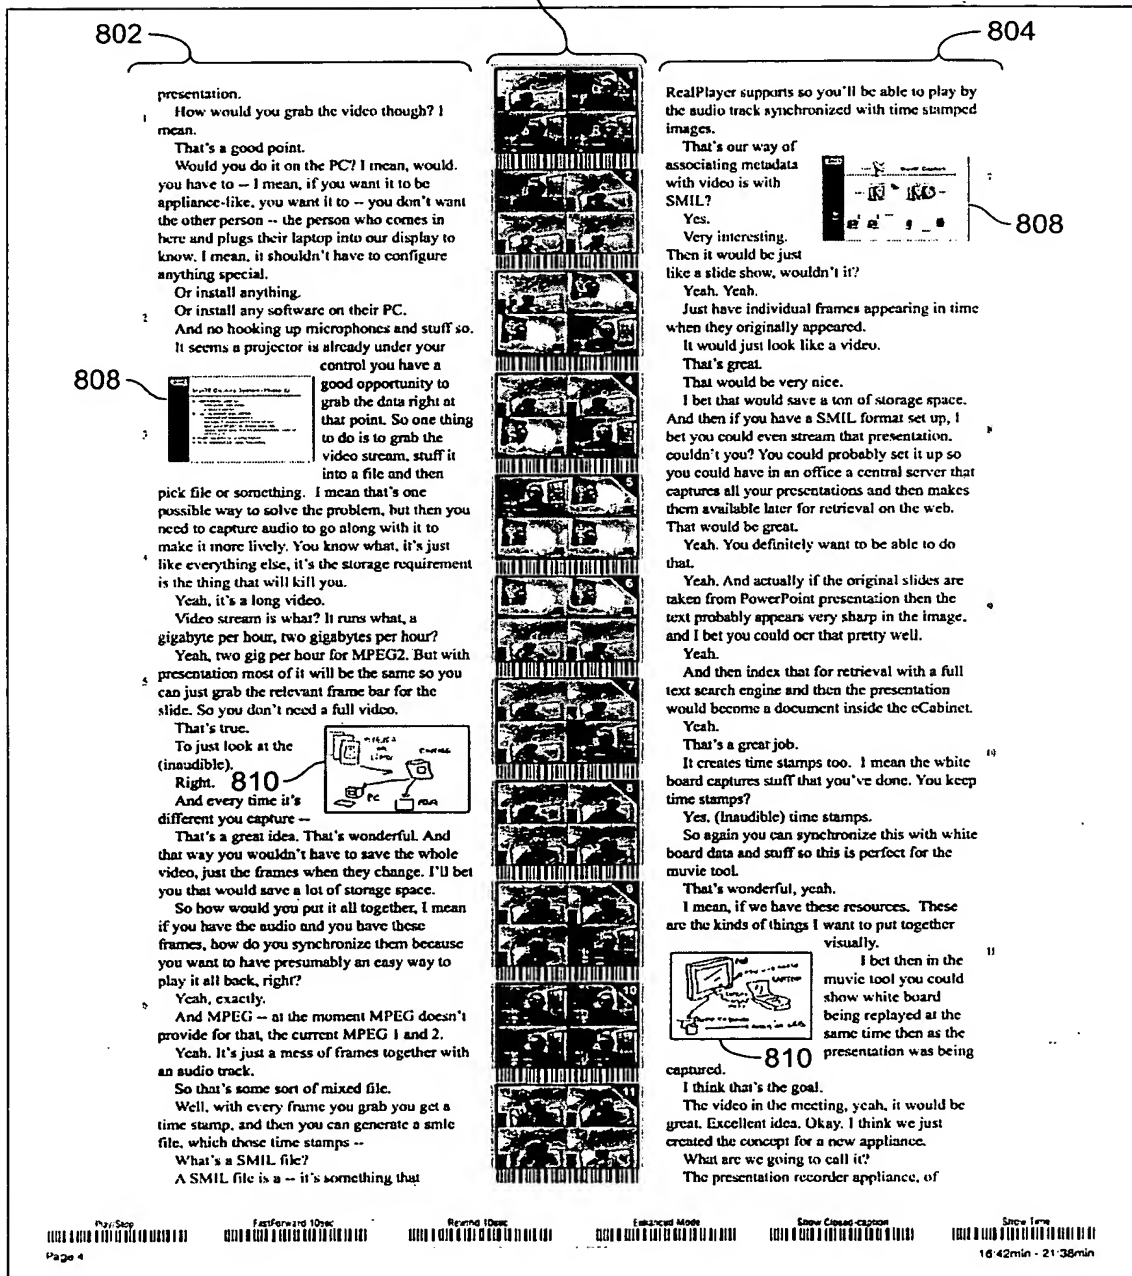 802
804
presentation.
How would you grab the video though? I
mean.
That's a good point.
Would you do it on the PC? I mean, would.
you have to -- I mean, if you want it to be
appliance-like, you want it to -- you don't want
the other person -- the person who comes in
here and plugs their laptop into our display to
know. I mean, it shouldn't have to configure
anything special.
Or install anything.
Or install any software on their PC.
And no hooking up microphones and stuff so.
It seems a projector is already under your
control you have a
good opportunity to
grab the data right at
that point. So one thing
to do is to grab the
video stream, stuff it
into a file and then
pick file or something. I mean that's one
possible way to solve the problem, but then you
need to capture audio to go along with it to
make it more lively. You know what, it's just
like everything else, it's the storage requirement
is the thing that will kill you.
Yeah, it's a long video.
Video stream is what? It runs what, a
gigabyte per hour, two gigabytes per hour?
Yeah, two gig per hour for MPEG2. But with
presentation most of it will be the same so you
can just grab the relevant frame bar for the
slide. So you don't need a full video.
That's true.
To just look at the
(inaudible).
Right.
And every time it's
different you capture --
That's a great idea. That's wonderful. And
that way you wouldn't have to save the whole
video, just the frames when they change. I'll bet
you that would save a lot of storage space.
So how would you put it all together, I mean
if you have the audio and you have these
frames, how do you synchronize them because
you want to have presumably an easy way to
play it all back, right?
Yeah, exactly.
And MPEG -- at the moment MPEG doesn't
provide for that, the current MPEG 1 and 2.
Yeah. It's just a mess of frames together with
an audio track.
So that's some sort of mixed file.
Well, with every frame you grab you get a
time stamp, and then you can generate a smle
file, which those time stamps --
What's a SMIL file?
A SMIL file is a -- it's something that
808
810
PC
PDA
1
2
3
4
5
6
1
2
3
4
5
6
7
8
9
10
11
RealPlayer supports so you'll be able to play by
the audio track synchronized with time stamped
images.
That's our way of
associating metadata
with video is with
SMIL?
Yes.
Very interesting.
Then it would be just
like a slide show, wouldn't it?
Yeah. Yeah.
Just have individual frames appearing in time
when they originally appeared.
It would just look like a video.
That's great.
That would be very nice.
I bet that would save a ton of storage space.
And then if you have a SMIL format set up, I
bet you could even stream that presentation,
couldn't you? You could probably set it up so
you could have in an office a central server that
captures all your presentations and then makes
them available later for retrieval on the web.
That would be great.
Yeah. You definitely want to be able to do
that.
Yeah. And actually if the original slides are
taken from PowerPoint presentation then the
text probably appears very sharp in the image,
and I bet you could ocr that pretty well.
Yeah.
And then index that for retrieval with a full
text search engine and then the presentation
would become a document inside the eCabinet.
Yeah.
That's a great job.
It creates time stamps too. I mean the white
board captures stuff that you've done. You keep
time stamps?
Yes, (Inaudible) time stamps.
So again you can synchronize this with white
board data and stuff so this is perfect for the
muvie tool.
That's wonderful, yeah.
I mean, if we have these resources. These
are the kinds of things I want to put together
visually.
I bet then in the
muvie tool you could
show white board
being replayed at the
same time then as the
presentation was being
captured.
I think that's the goal.
The video in the meeting, yeah, it would be
great. Excellent idea. Okay. I think we just
created the concept for a new appliance.
What are we going to call it?
The presentation recorder appliance, of
808
810
9
10
11
Play/Stop
FastForward 10sec
Rewind 10sec
Enhanced Mode
Show Closed-caption
Show Time
Page 4
16:42min - 21:38min